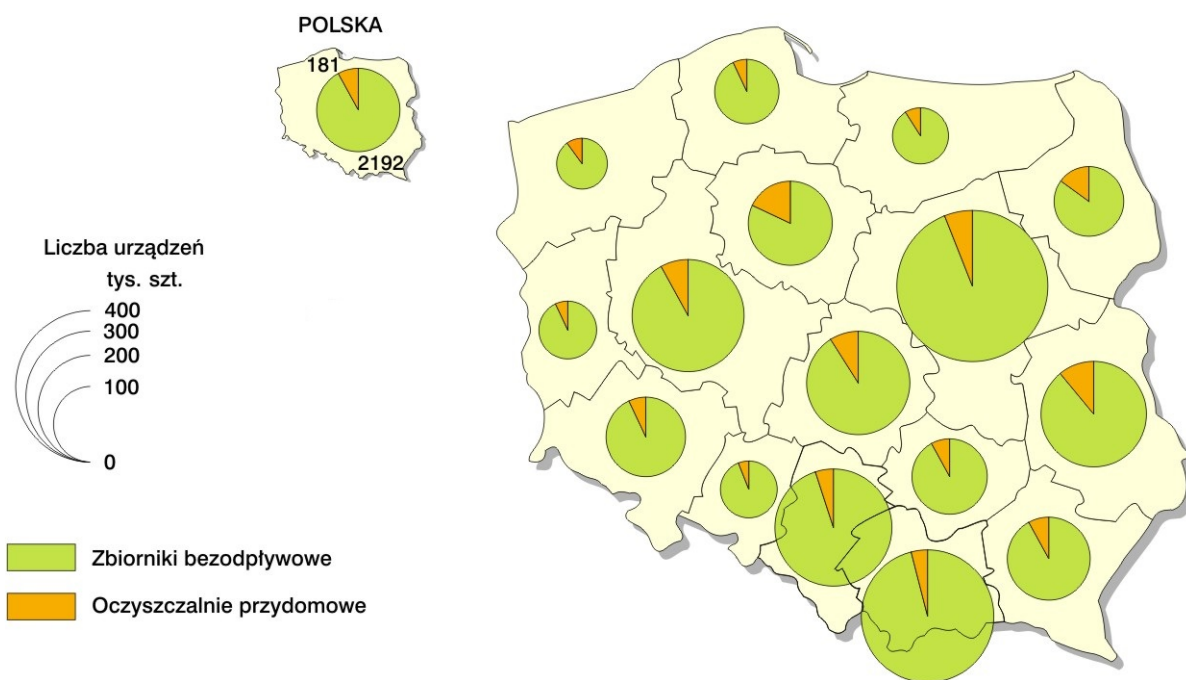 POLSKA
181
2192
Liczba urządzeń
tys. szt.
400
300
200
100
0
Zbiorniki bezodpływowe
Oczyszczalnie przydomowe